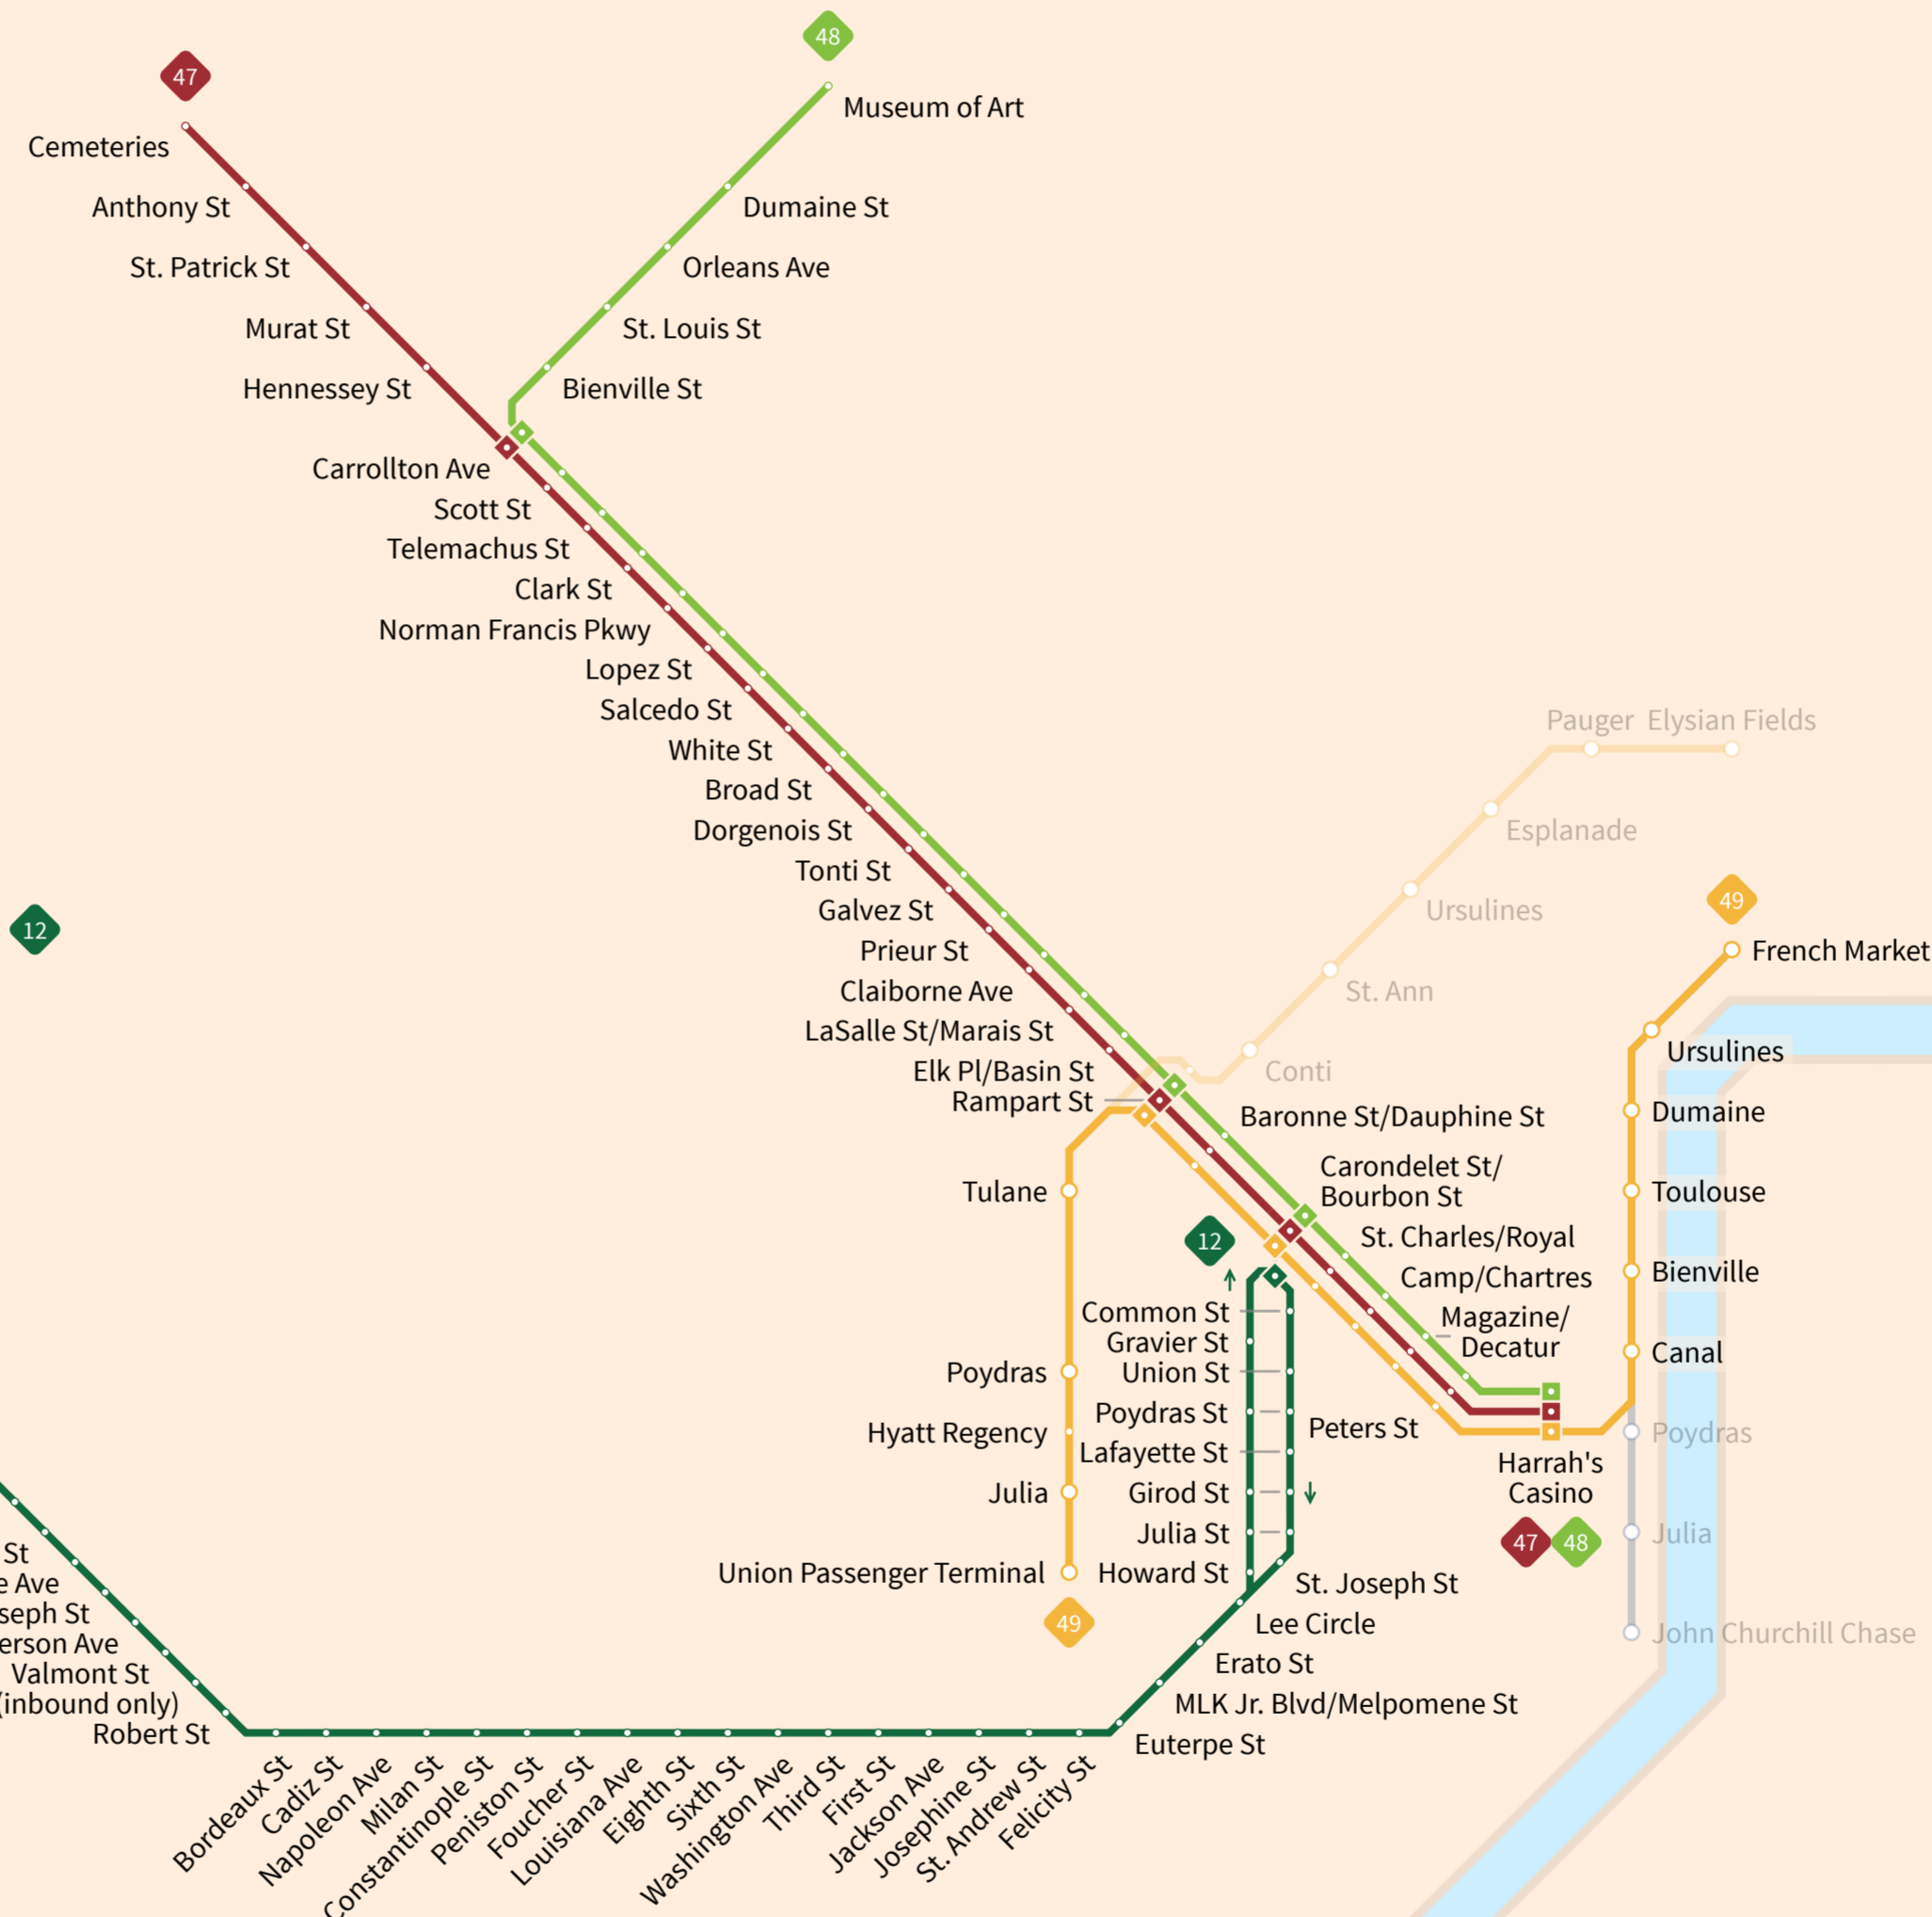 48
47
Museum of Art
Cemeteries
Anthony St
Dumaine St
St. Patrick St
Orleans Ave
Murat St
St. Louis St
Hennessey St
Bienville St
Carrollton Ave
Scott St
Telemachus St
Clark St
Norman Francis Pkwy
Lopez St
Salcedo St
White St
Broad St
Dorgenois St
Tonti St
Galvez St
Prieur St
Claiborne Ave
LaSalle St/Marais St
Elk Pl/Basin St
Rampart St
Pauger
Elysian Fields
Esplanade
Ursulines
St. Ann
Conti
49
French Market
Ursulines
Dumaine
Toulouse
Bienville
Canal
Poydras
Julia
John Churchill Chase
12
Baronne St/Dauphine St
Carondelet St/
Bourbon St
St. Charles/Royal
Camp/Chartres
Magazine/
Decatur
Peters St
Harrah's
Casino
47
48
Tulane
Poydras
Hyatt Regency
Julia
Union Passenger Terminal
49
12
Common St
Gravier St
Union St
Poydras St
Lafayette St
Girod St
Julia St
Howard St
St. Joseph St
Lee Circle
Erato St
MLK Jr. Blvd/Melpomene St
Euterpe St
St
e Ave
seph St
erson Ave
Valmont St
(inbound only)
Robert St
Bordeaux St
Cadiz St
Napoleon Ave
Milan St
Constantinople St
Peniston St
Foucher St
Louisiana Ave
Eighth St
Sixth St
Washington Ave
Third St
First St
Jackson Ave
Josephine St
St. Andrew St
Felicity St